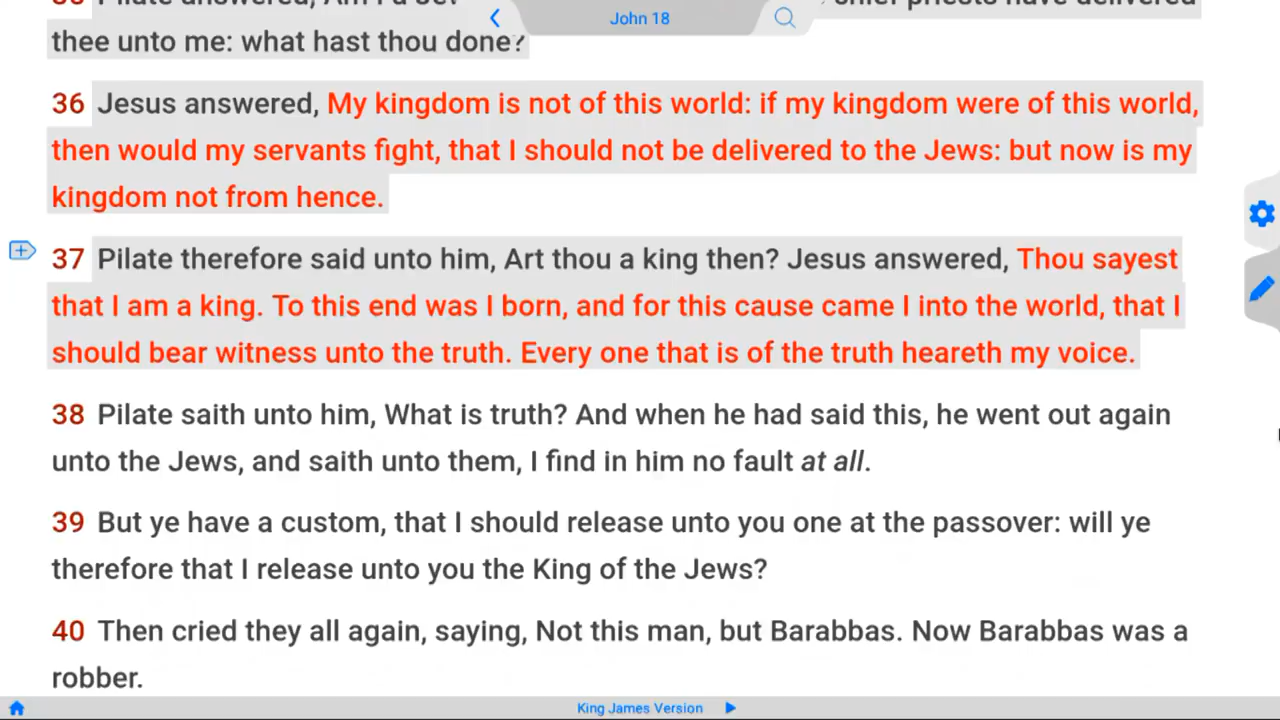 John 18
chief priests have delivered
thee unto me: what hast thou done?
36 Jesus answered, My kingdom is not of this world: if my kingdom were of this world,
then would my servants fight, that I should not be delivered to the Jews: but now is my
kingdom not from hence.
37 Pilate therefore said unto him, Art thou a king then? Jesus answered, Thou sayest
that I am a king. To this end was I born, and for this cause came I into the world, that I
should bear witness unto the truth. Every one that is of the truth heareth my voice.
38 Pilate saith unto him, What is truth? And when he had said this, he went out again
unto the Jews, and saith unto them, I find in him no fault at all.
39 But ye have a custom, that I should release unto you one at the passover: will ye
therefore that I release unto you the King of the Jews?
40 Then cried they all again, saying, Not this man, but Barabbas. Now Barabbas was a
robber.
King James Version